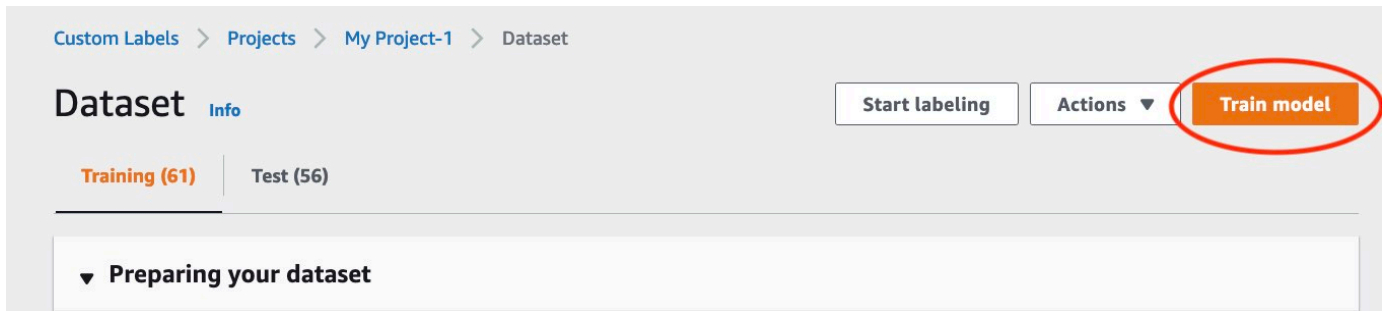 Custom Labels > Projects > My Project-1 > Dataset
Dataset Info
Start labeling
Actions ▼
Train model
Training (61)
Test (56)
▼ Preparing your dataset